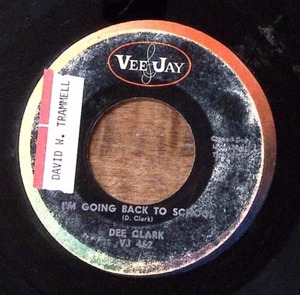 VEE JAY
DAVID W. TRAMMELL
I'M GOING BACK TO SCHOOL
(D. Clark)
DEE CLARK
VJ 462